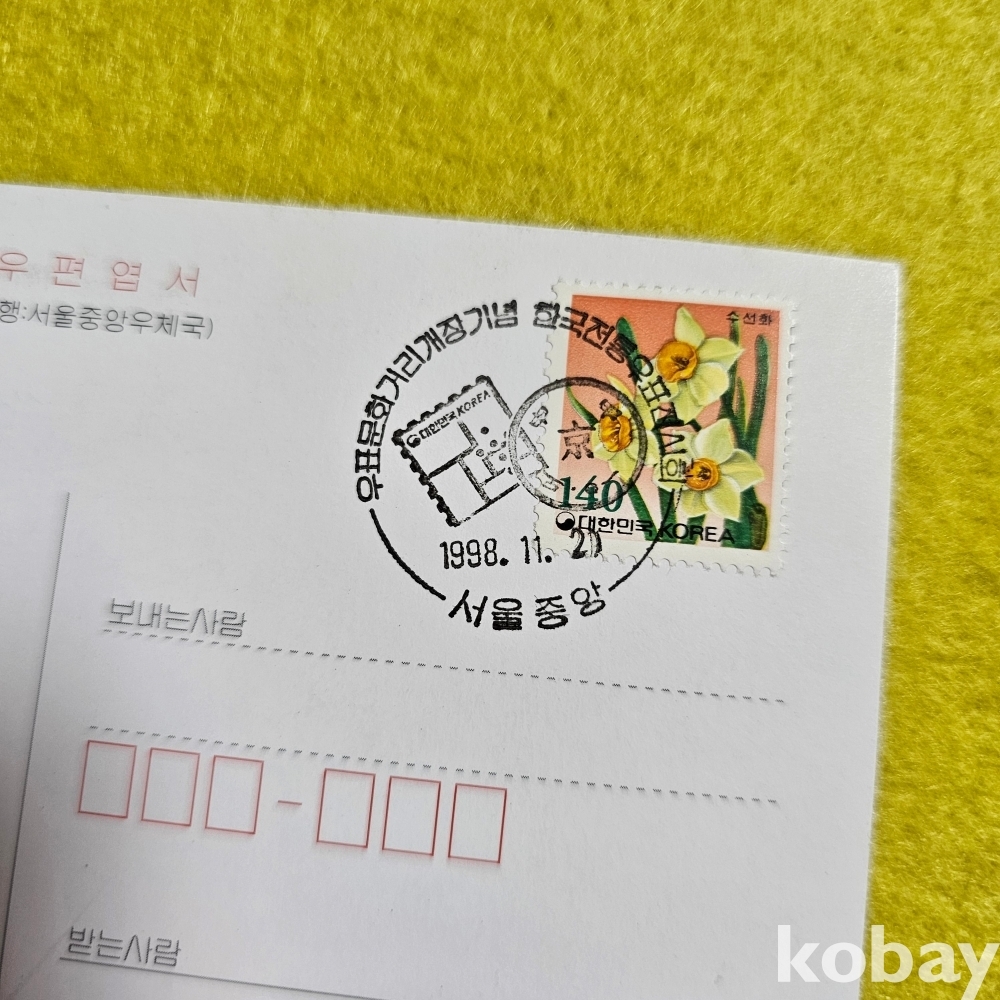 우편엽서
행:서울중앙우체국)
우표문화거리개장기념 한국전통우표전시회
대한민국 KOREA
京
1998. 11. 20
서울중앙
수선화
140
대한민국 KOREA
보내는사람
받는사람
kobay